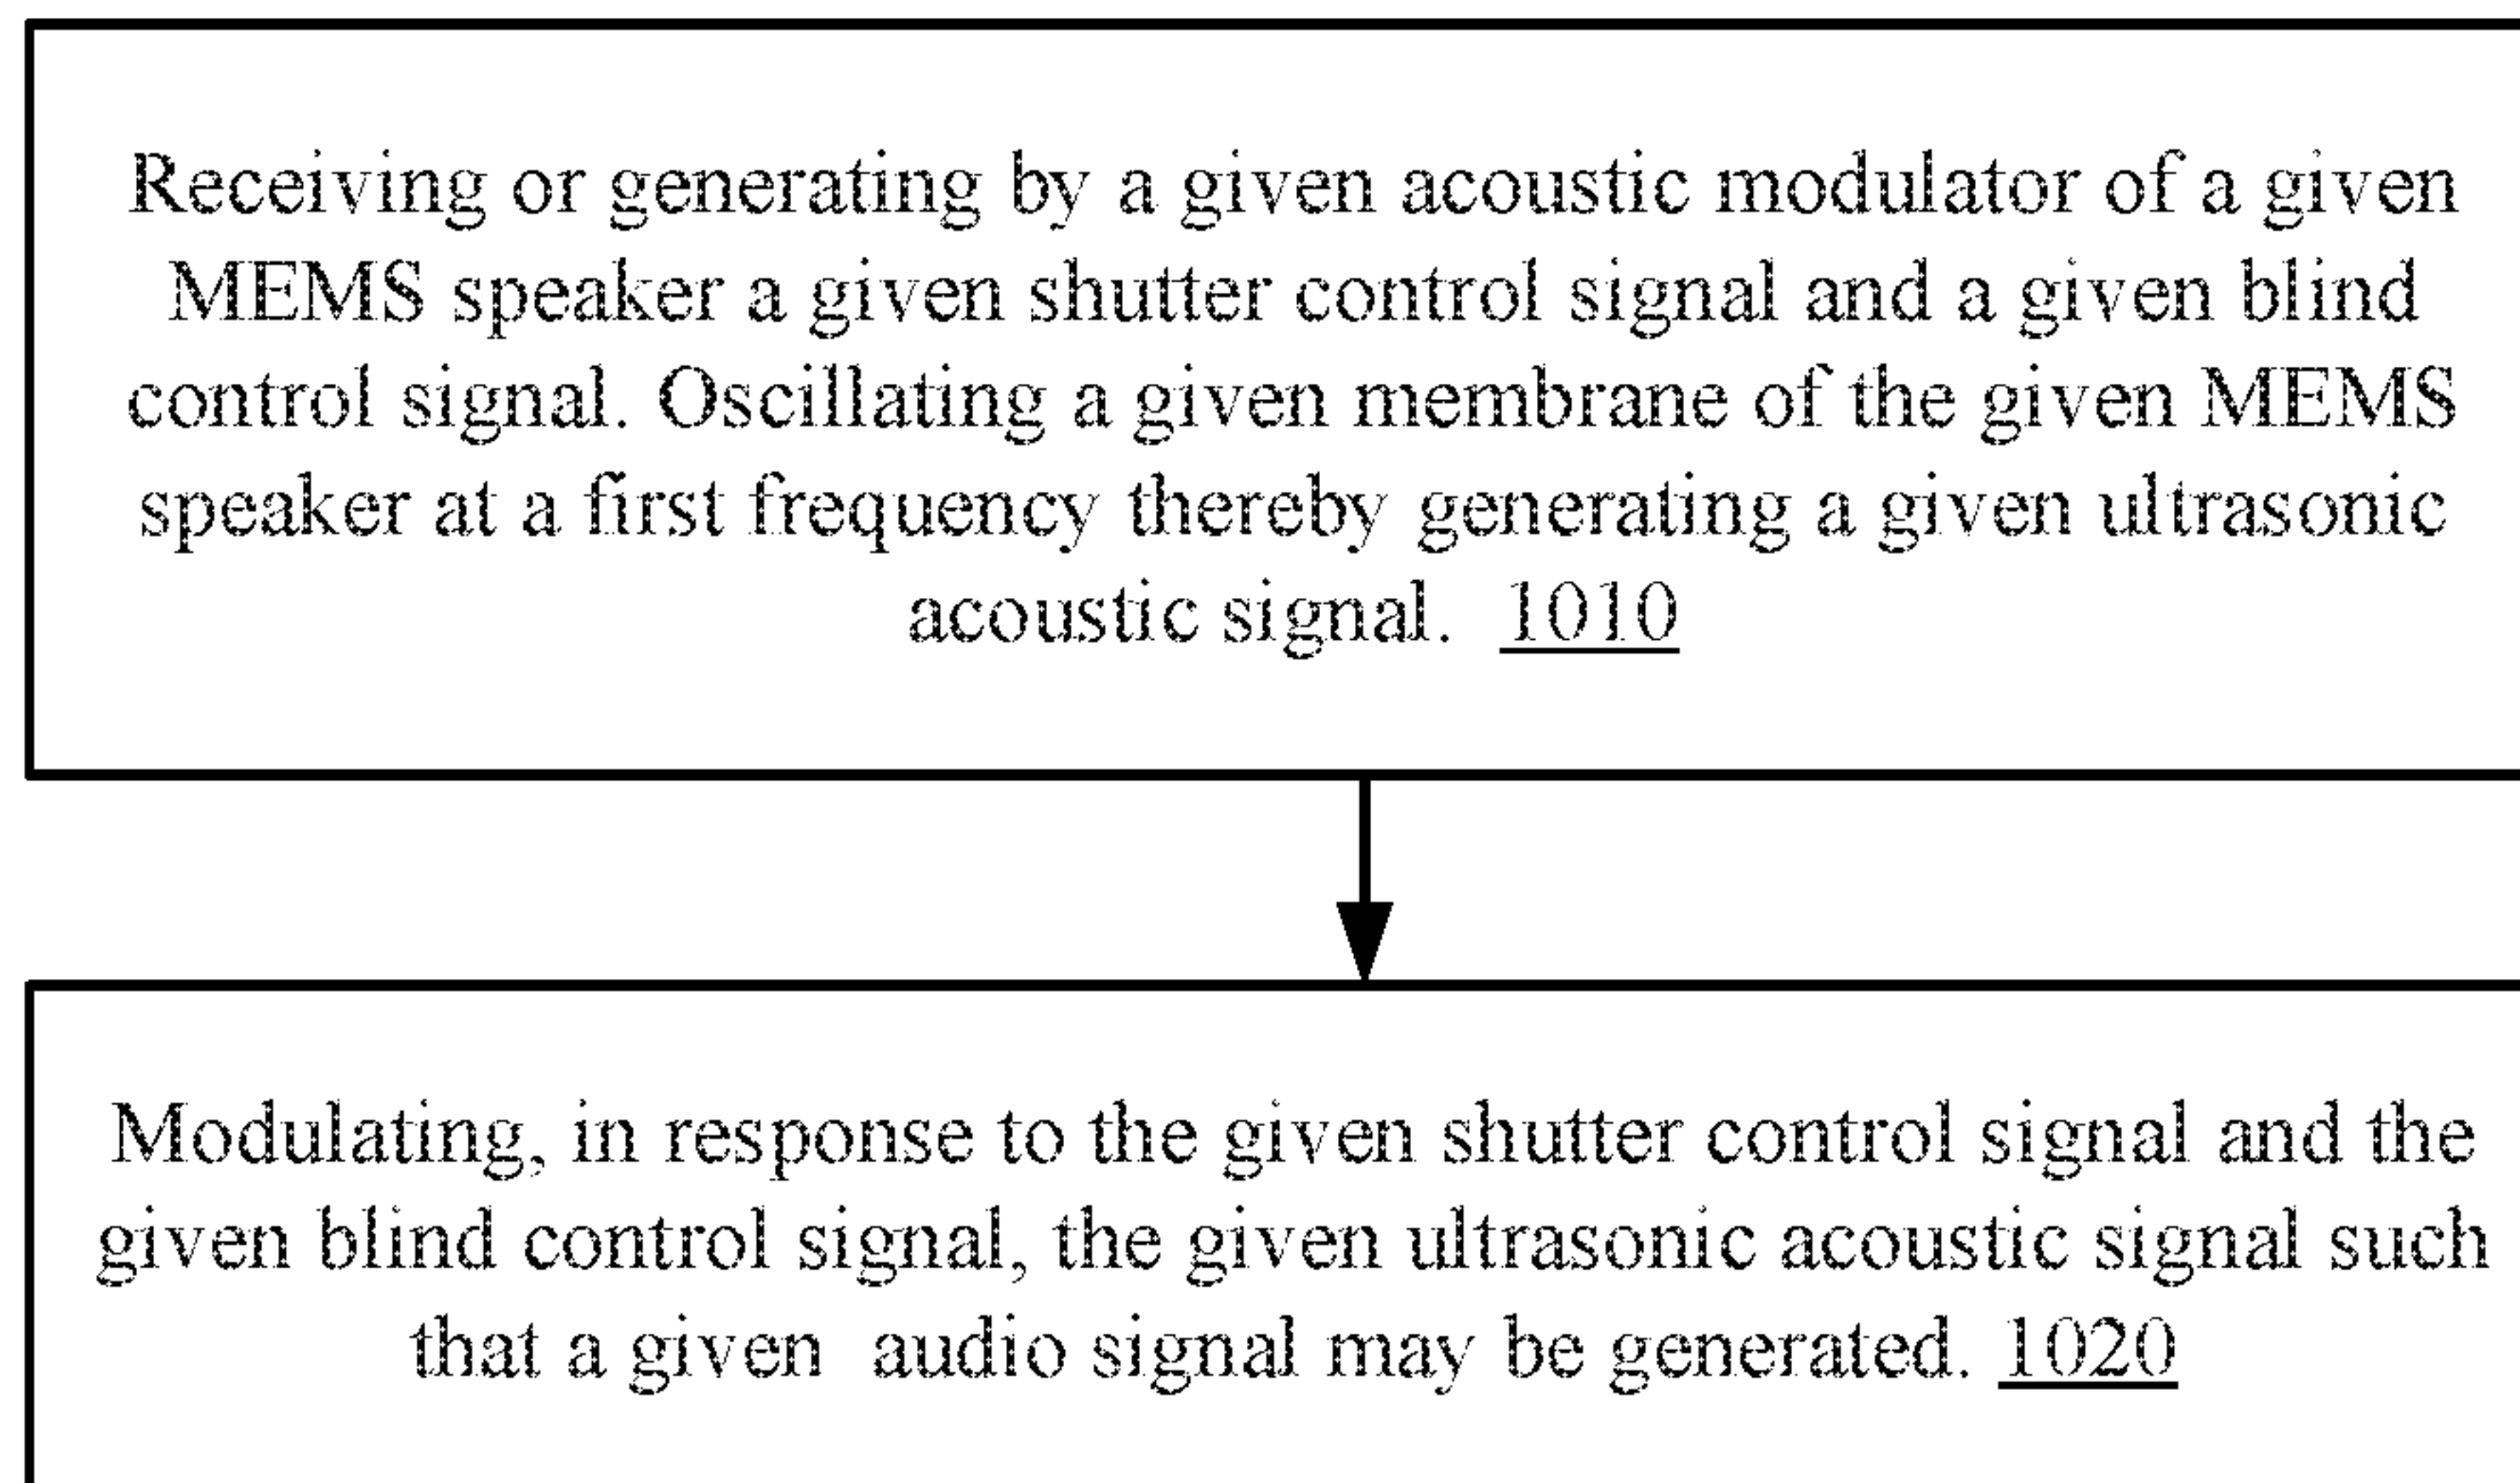 Receiving or generating by a given acoustic modulator of a given
MEMS speaker a given shutter control signal and a given blind
control signal. Oscillating a given membrane of the given MEMS
speaker at a first frequency thereby generating a given ultrasonic
acoustic signal.  1010
Modulating, in response to the given shutter control signal and the
given blind control signal, the given ultrasonic acoustic signal such
that a given  audio signal may be generated. 1020